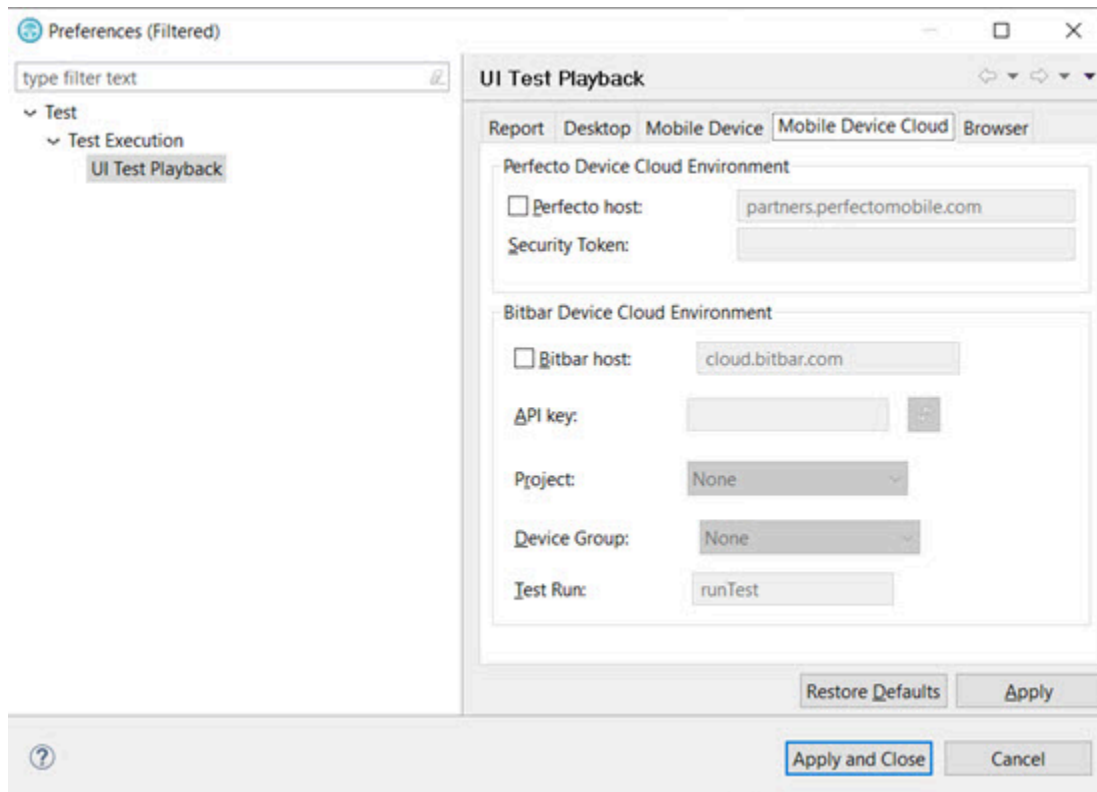 Preferences (Filtered)
type filter text
Test
Test Execution
UI Test Playback
UI Test Playback
Report Desktop Mobile Device Mobile Device Cloud Browser
Perfecto Device Cloud Environment
Perfecto host: partners.perfectomobile.com
Security Token:
Bitbar Device Cloud Environment
Bitbar host: cloud.bitbar.com
API key:
Project: None
Device Group: None
Test Run: runTest
Restore Defaults Apply
? Apply and Close Cancel